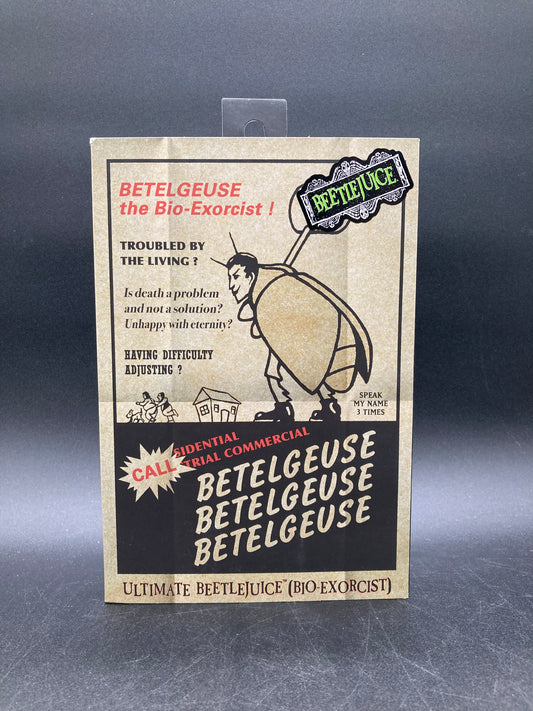 BEETLEJUICE
BETELGEUSE
the Bio-Exorcist !
TROUBLED BY
THE LIVING ?
Is death a problem
and not a solution?
Unhappy with eternity?
HAVING DIFFICULTY
ADJUSTING ?
SPEAK
MY NAME
3 TIMES
SIDENTIAL
TRIAL COMMERCIAL
CALL
BETELGEUSE
BETELGEUSE
BETELGEUSE
ULTIMATE BEETLEJUICE™ (BIO-EXORCIST)